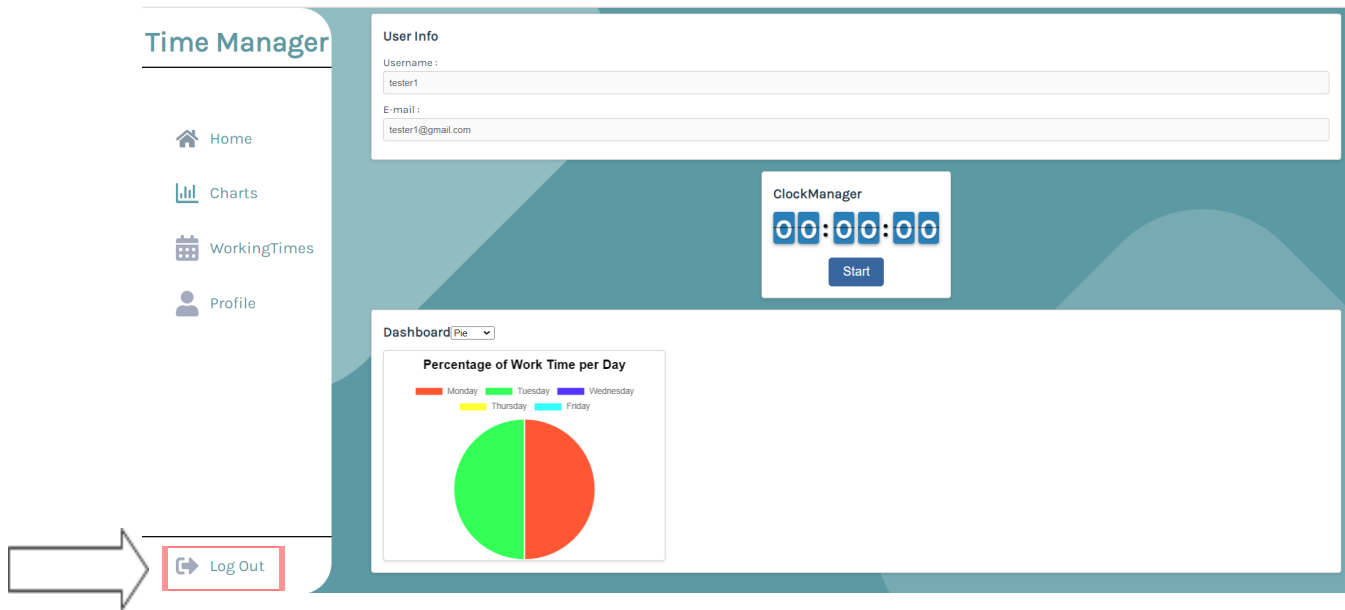 Time Manager
Home
Charts
WorkingTimes
Profile
Log Out
User Info
Username :
tester1
E-mail :
tester1@gmail.com
ClockManager
00:00:00
Start
Dashboard Pie
Percentage of Work Time per Day
Monday Tuesday Wednesday
Thursday Friday